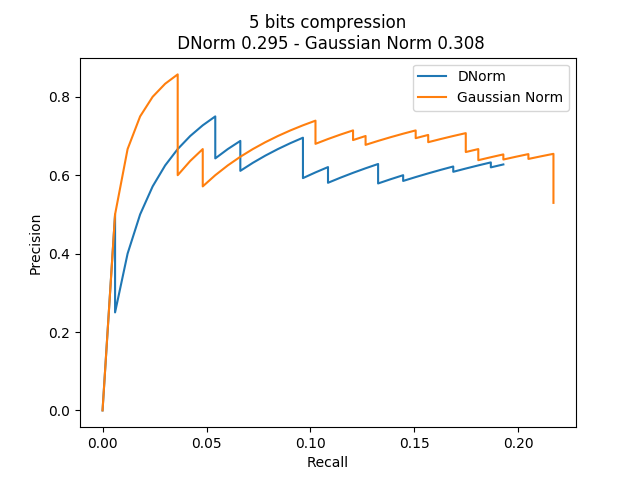 5 bits compression
DNorm 0.295 - Gaussian Norm 0.308
DNorm
Gaussian Norm
0.8
0.6
0.4
0.2
0.0
Precision
0.00 0.05 0.10 0.15 0.20
Recall